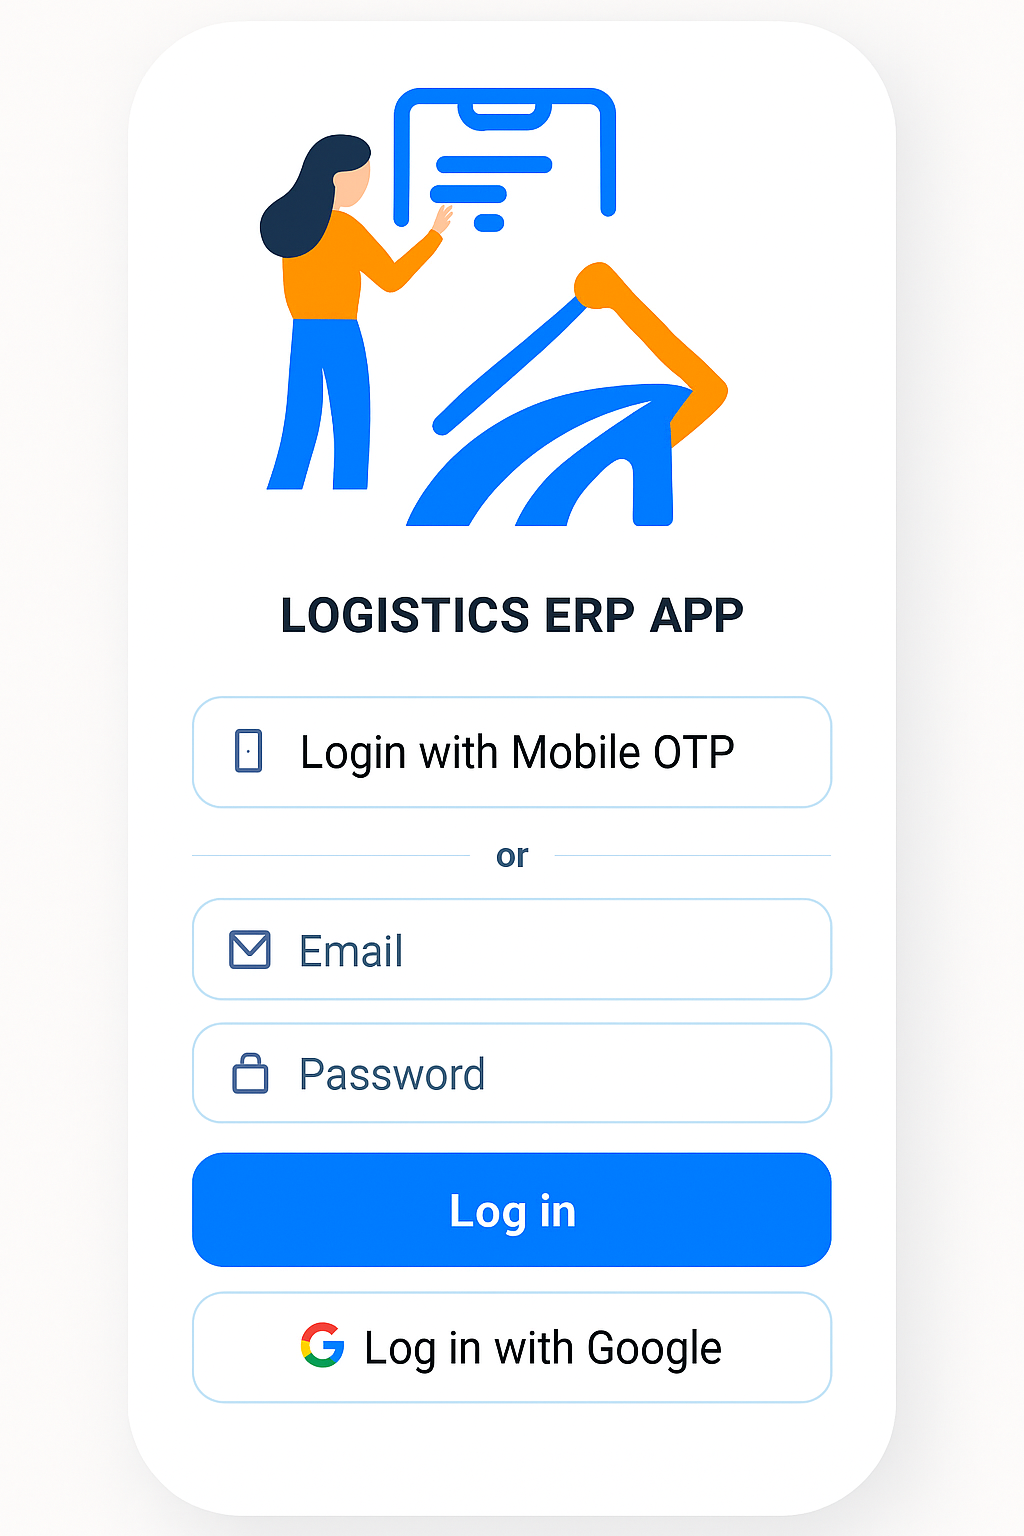 LOGISTICS ERP APP
Login with Mobile OTP
or
Email
Password
Log in
Log in with Google